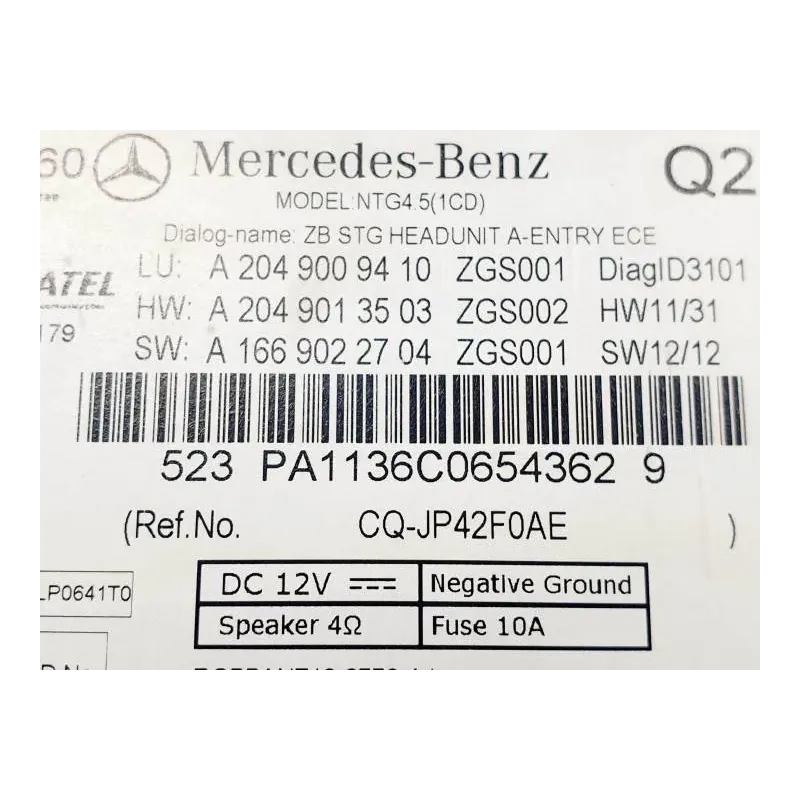 60 Mercedes-Benz Q2
MODEL:NTG4.5(1CD)
Dialog-name: ZB STG HEADUNIT A-ENTRY ECE
ATEL
179
LU: A 204 900 94 10 ZGS001 DiagID3101
HW: A 204 901 35 03 ZGS002 HW11/31
SW: A 166 902 27 04 ZGS001 SW12/12
523 PA1136C0654362 9
(Ref.No. CQ-JP42F0AE )
LP0641T0
DC 12V Negative Ground
Speaker 4Ω Fuse 10A